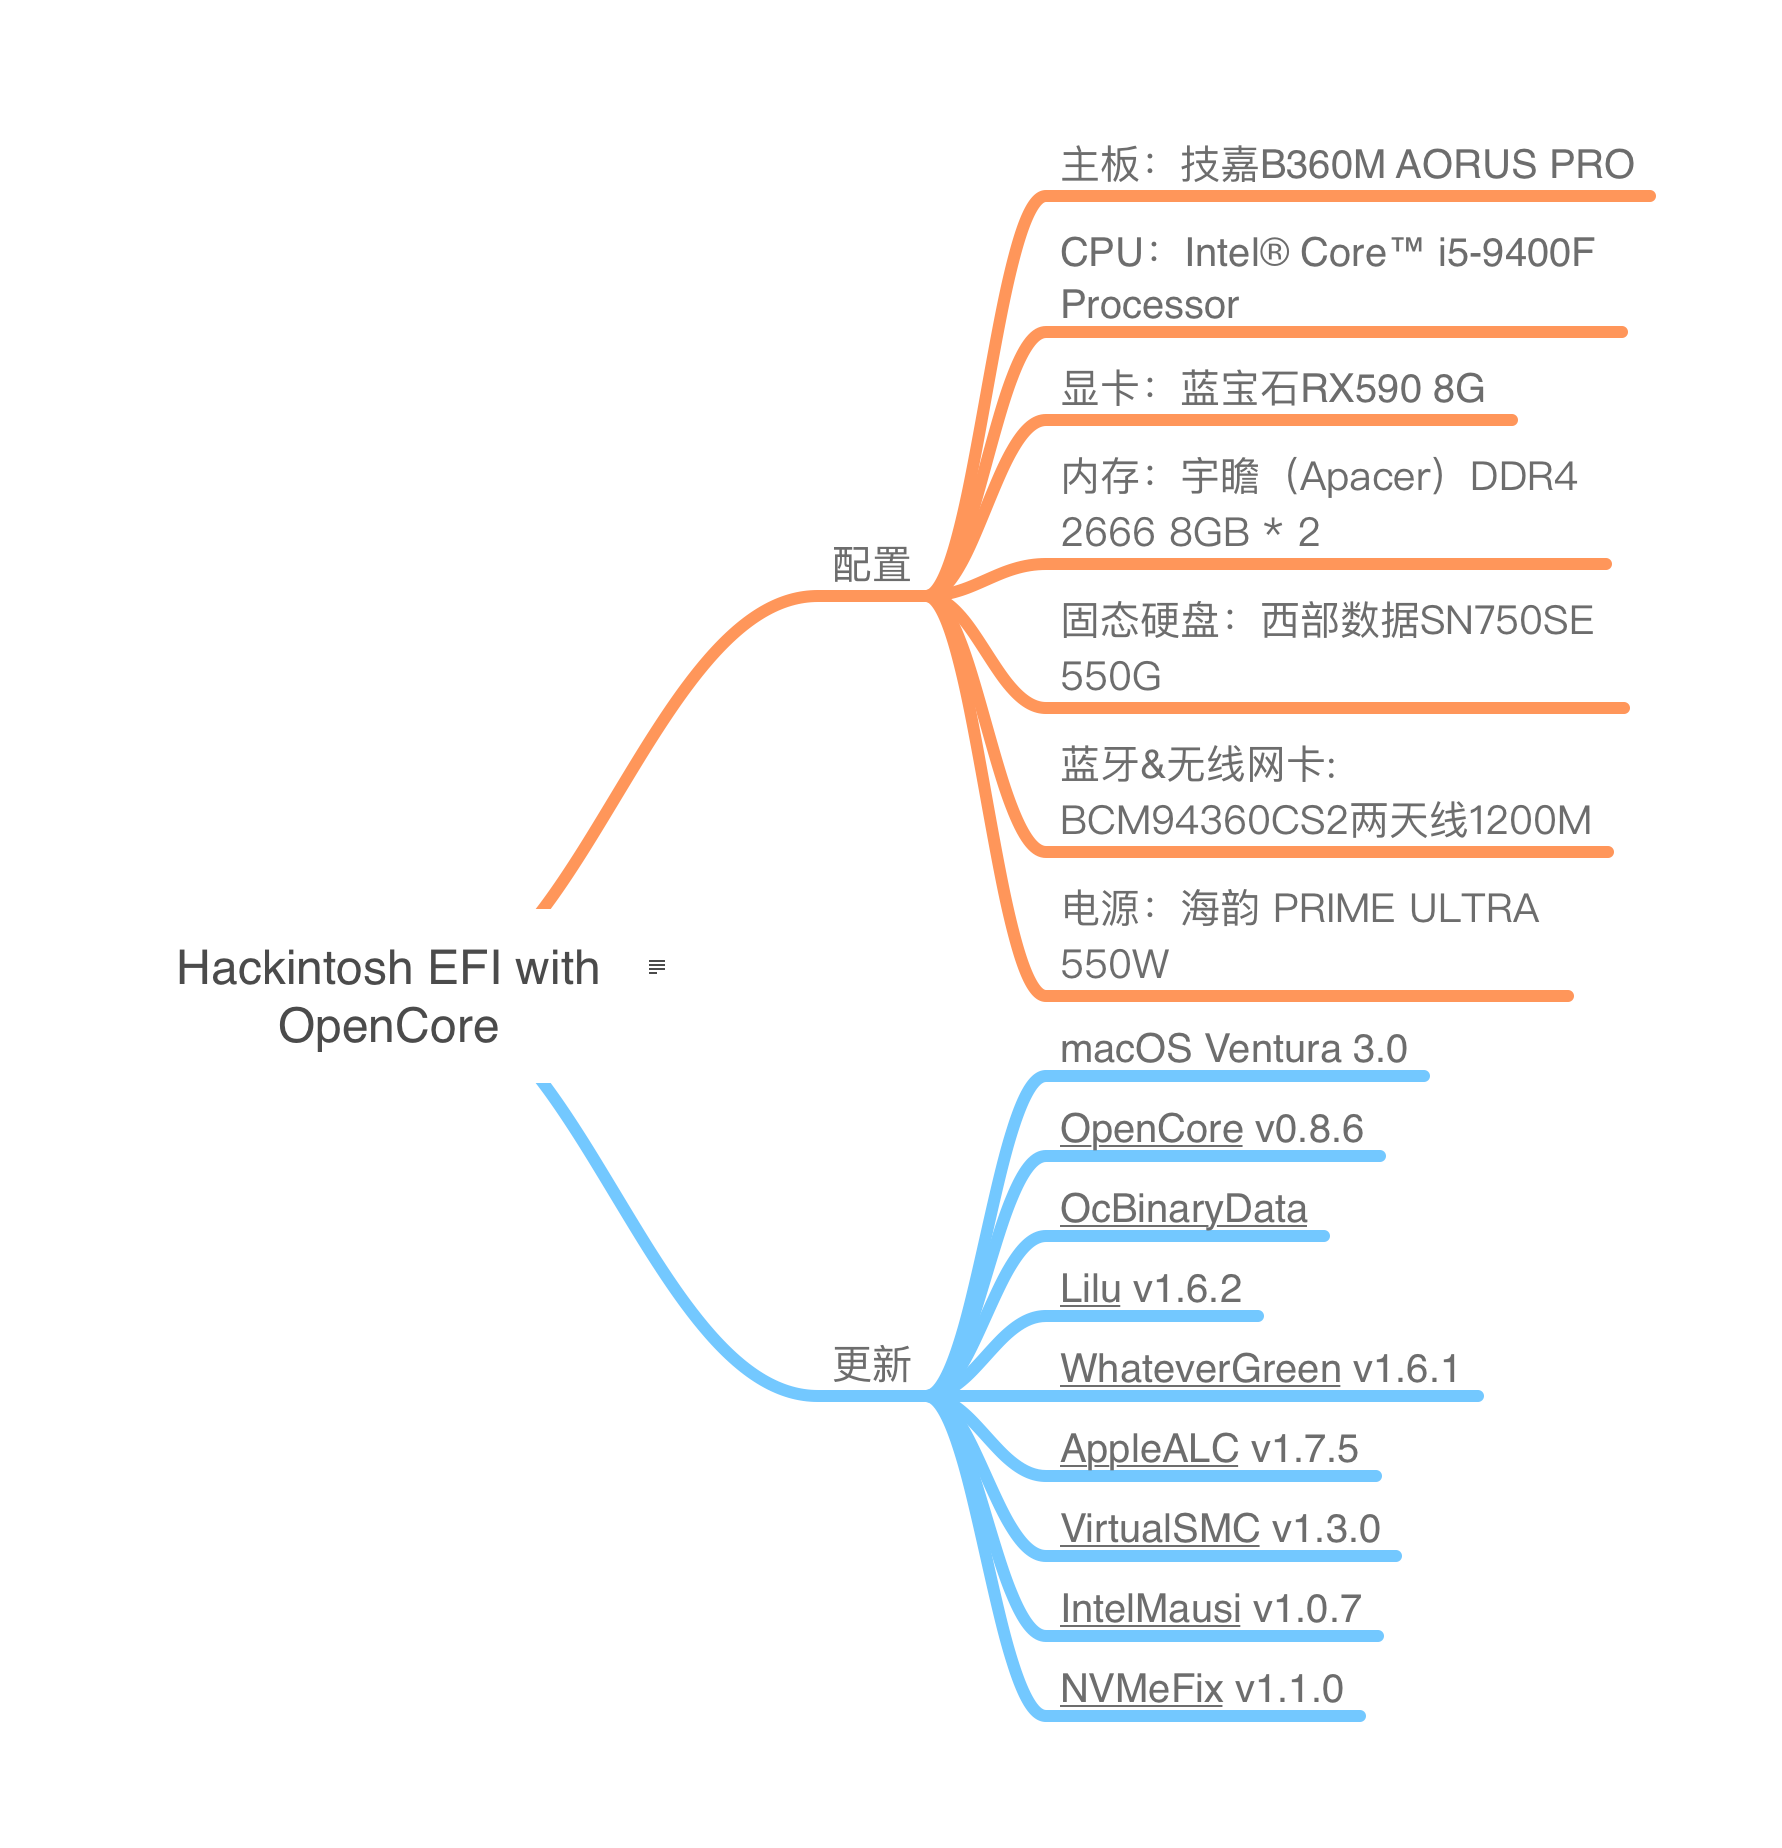 Hackintosh EFI with
OpenCore
配置
主板：技嘉B360M AORUS PRO
CPU：Intel® Core™ i5-9400F
Processor
显卡：蓝宝石RX590 8G
内存：宇瞻（Apacer）DDR4
2666 8GB * 2
固态硬盘：西部数据SN750SE
550G
蓝牙&无线网卡:
BCM94360CS2两天线1200M
电源：海韵 PRIME ULTRA
550W
更新
macOS Ventura 3.0
OpenCore v0.8.6
OcBinaryData
Lilu v1.6.2
WhateverGreen v1.6.1
AppleALC v1.7.5
VirtualSMC v1.3.0
IntelMausi v1.0.7
NVMeFix v1.1.0